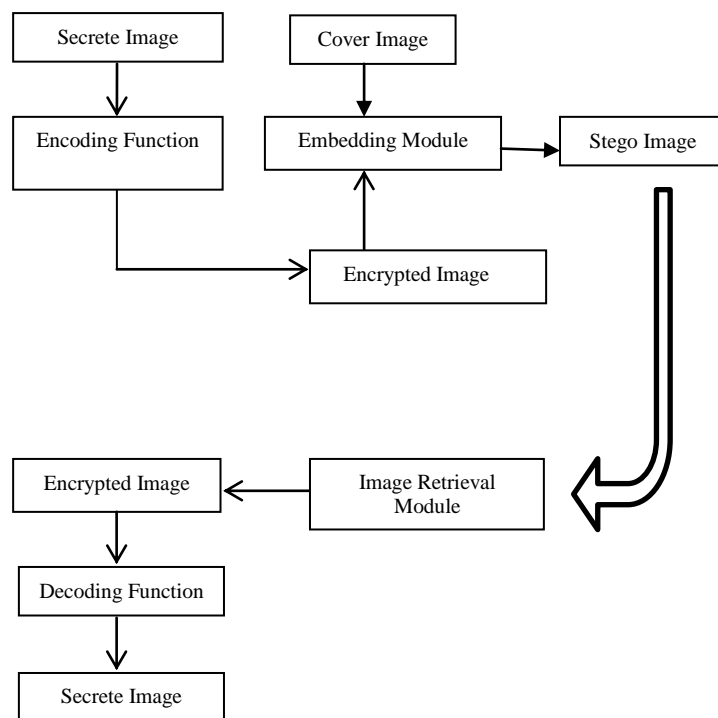 Secrete Image
Cover Image
Encoding Function
Embedding Module
Stego Image
Encrypted Image
Encrypted Image
Image Retrieval
Module
Decoding Function
Secrete Image